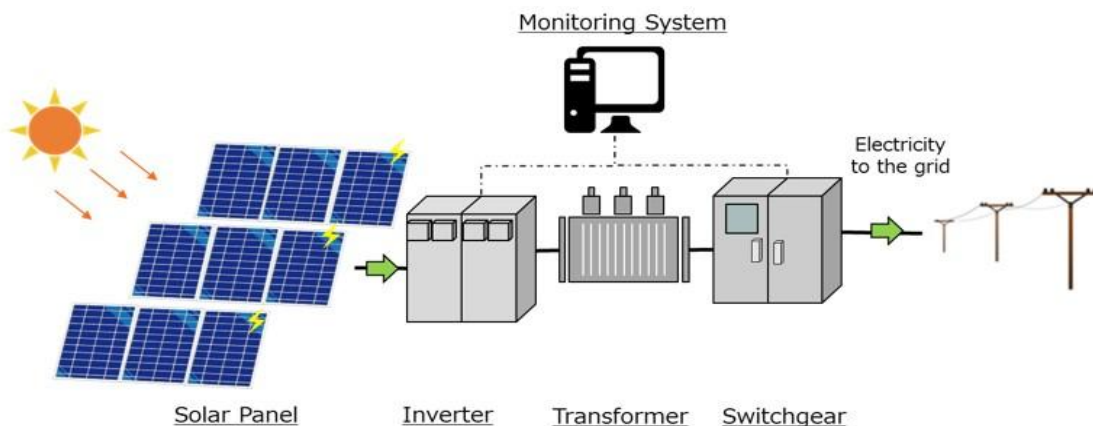 Monitoring System
Electricity
to the grid
Solar Panel
Inverter
Transformer
Switchgear